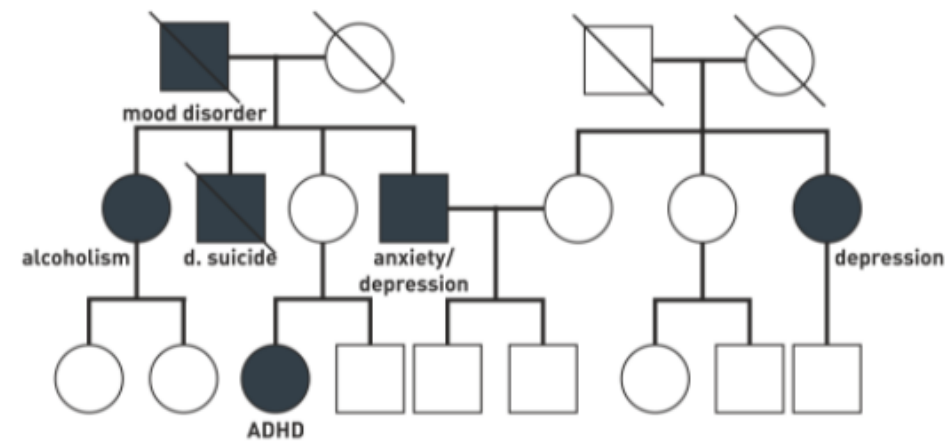 mood disorder
alcoholism
d. suicide
anxiety/
depression
depression
ADHD